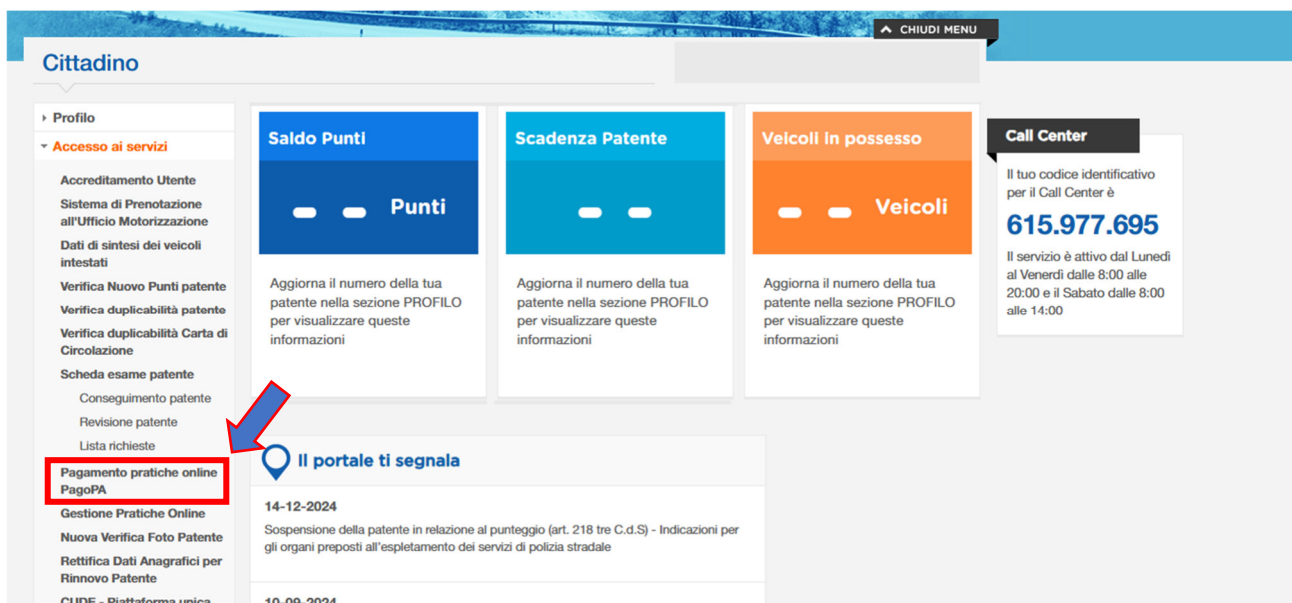 CHIUDI MENU
Cittadino
Profilo
Accesso ai servizi
Accreditamento Utente
Sistema di Prenotazione
all'Ufficio Motorizzazione
Dati di sintesi dei veicoli
intestati
Verifica Nuovo Punti patente
Verifica duplicabilità patente
Verifica duplicabilità Carta di
Circolazione
Scheda esame patente
Conseguimento patente
Revisione patente
Lista richieste
Pagamento pratiche online
PagoPA
Gestione Pratiche Online
Nuova Verifica Foto Patente
Rettifica Dati Anagrafici per
Rinnovo Patente
CUDE - Piattaforma unica
Saldo Punti
Punti
Aggiorna il numero della tua
patente nella sezione PROFILO
per visualizzare queste
informazioni
Scadenza Patente
Aggiorna il numero della tua
patente nella sezione PROFILO
per visualizzare queste
informazioni
Veicoli in possesso
Veicoli
Aggiorna il numero della tua
patente nella sezione PROFILO
per visualizzare queste
informazioni
Call Center
Il tuo codice identificativo
per il Call Center è
615.977.695
Il servizio è attivo dal Lunedì
al Venerdì dalle 8:00 alle
20:00 e il Sabato dalle 8:00
alle 14:00
Il portale ti segnala
14-12-2024
Sospensione della patente in relazione al punteggio (art. 218 tre C.d.S) - Indicazioni per
gli organi preposti all'espletamento dei servizi di polizia stradale
10-09-2024